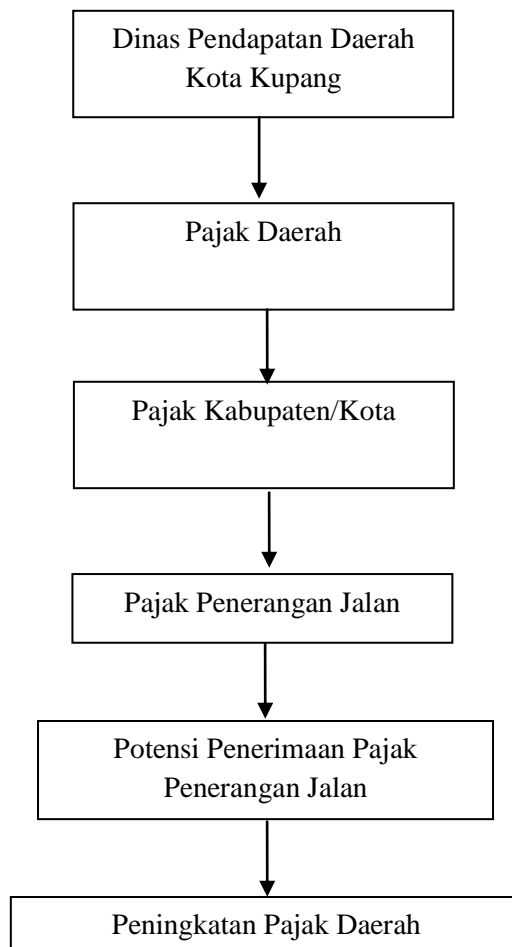 Dinas Pendapatan Daerah
Kota Kupang
Pajak Daerah
Pajak Kabupaten/Kota
Pajak Penerangan Jalan
Potensi Penerimaan Pajak
Penerangan Jalan
Peningkatan Pajak Daerah